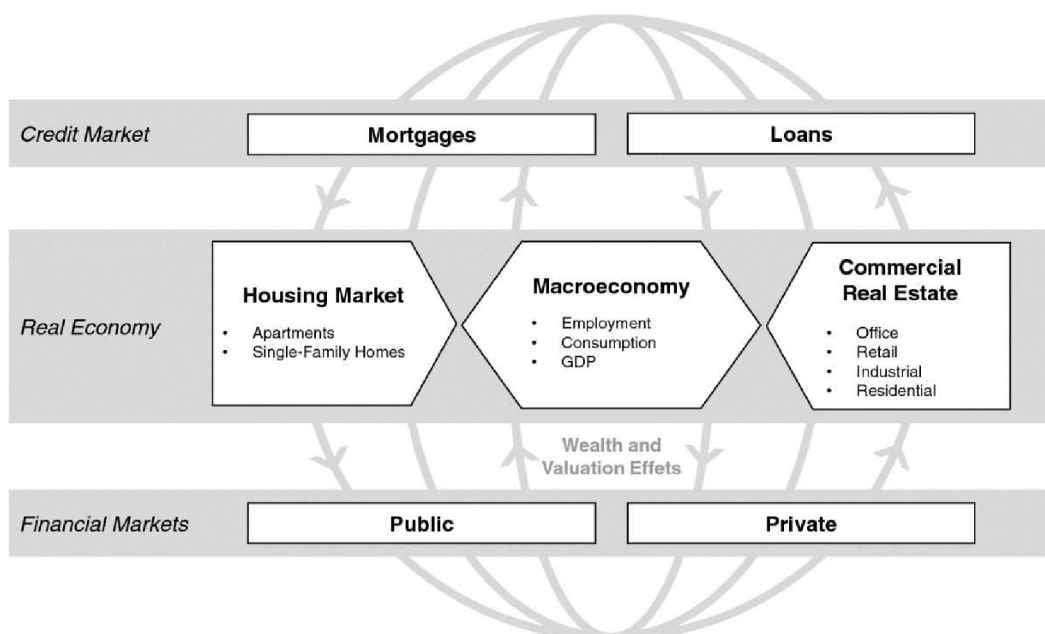 Credit Market
Mortgages
Loans
Real Economy
Housing Market
• Apartments
• Single-Family Homes
Macroeconomy
• Employment
• Consumption
• GDP
Commercial
Real Estate
• Office
• Retail
• Industrial
• Residential
Wealth and
Valuation Effets
Financial Markets
Public
Private